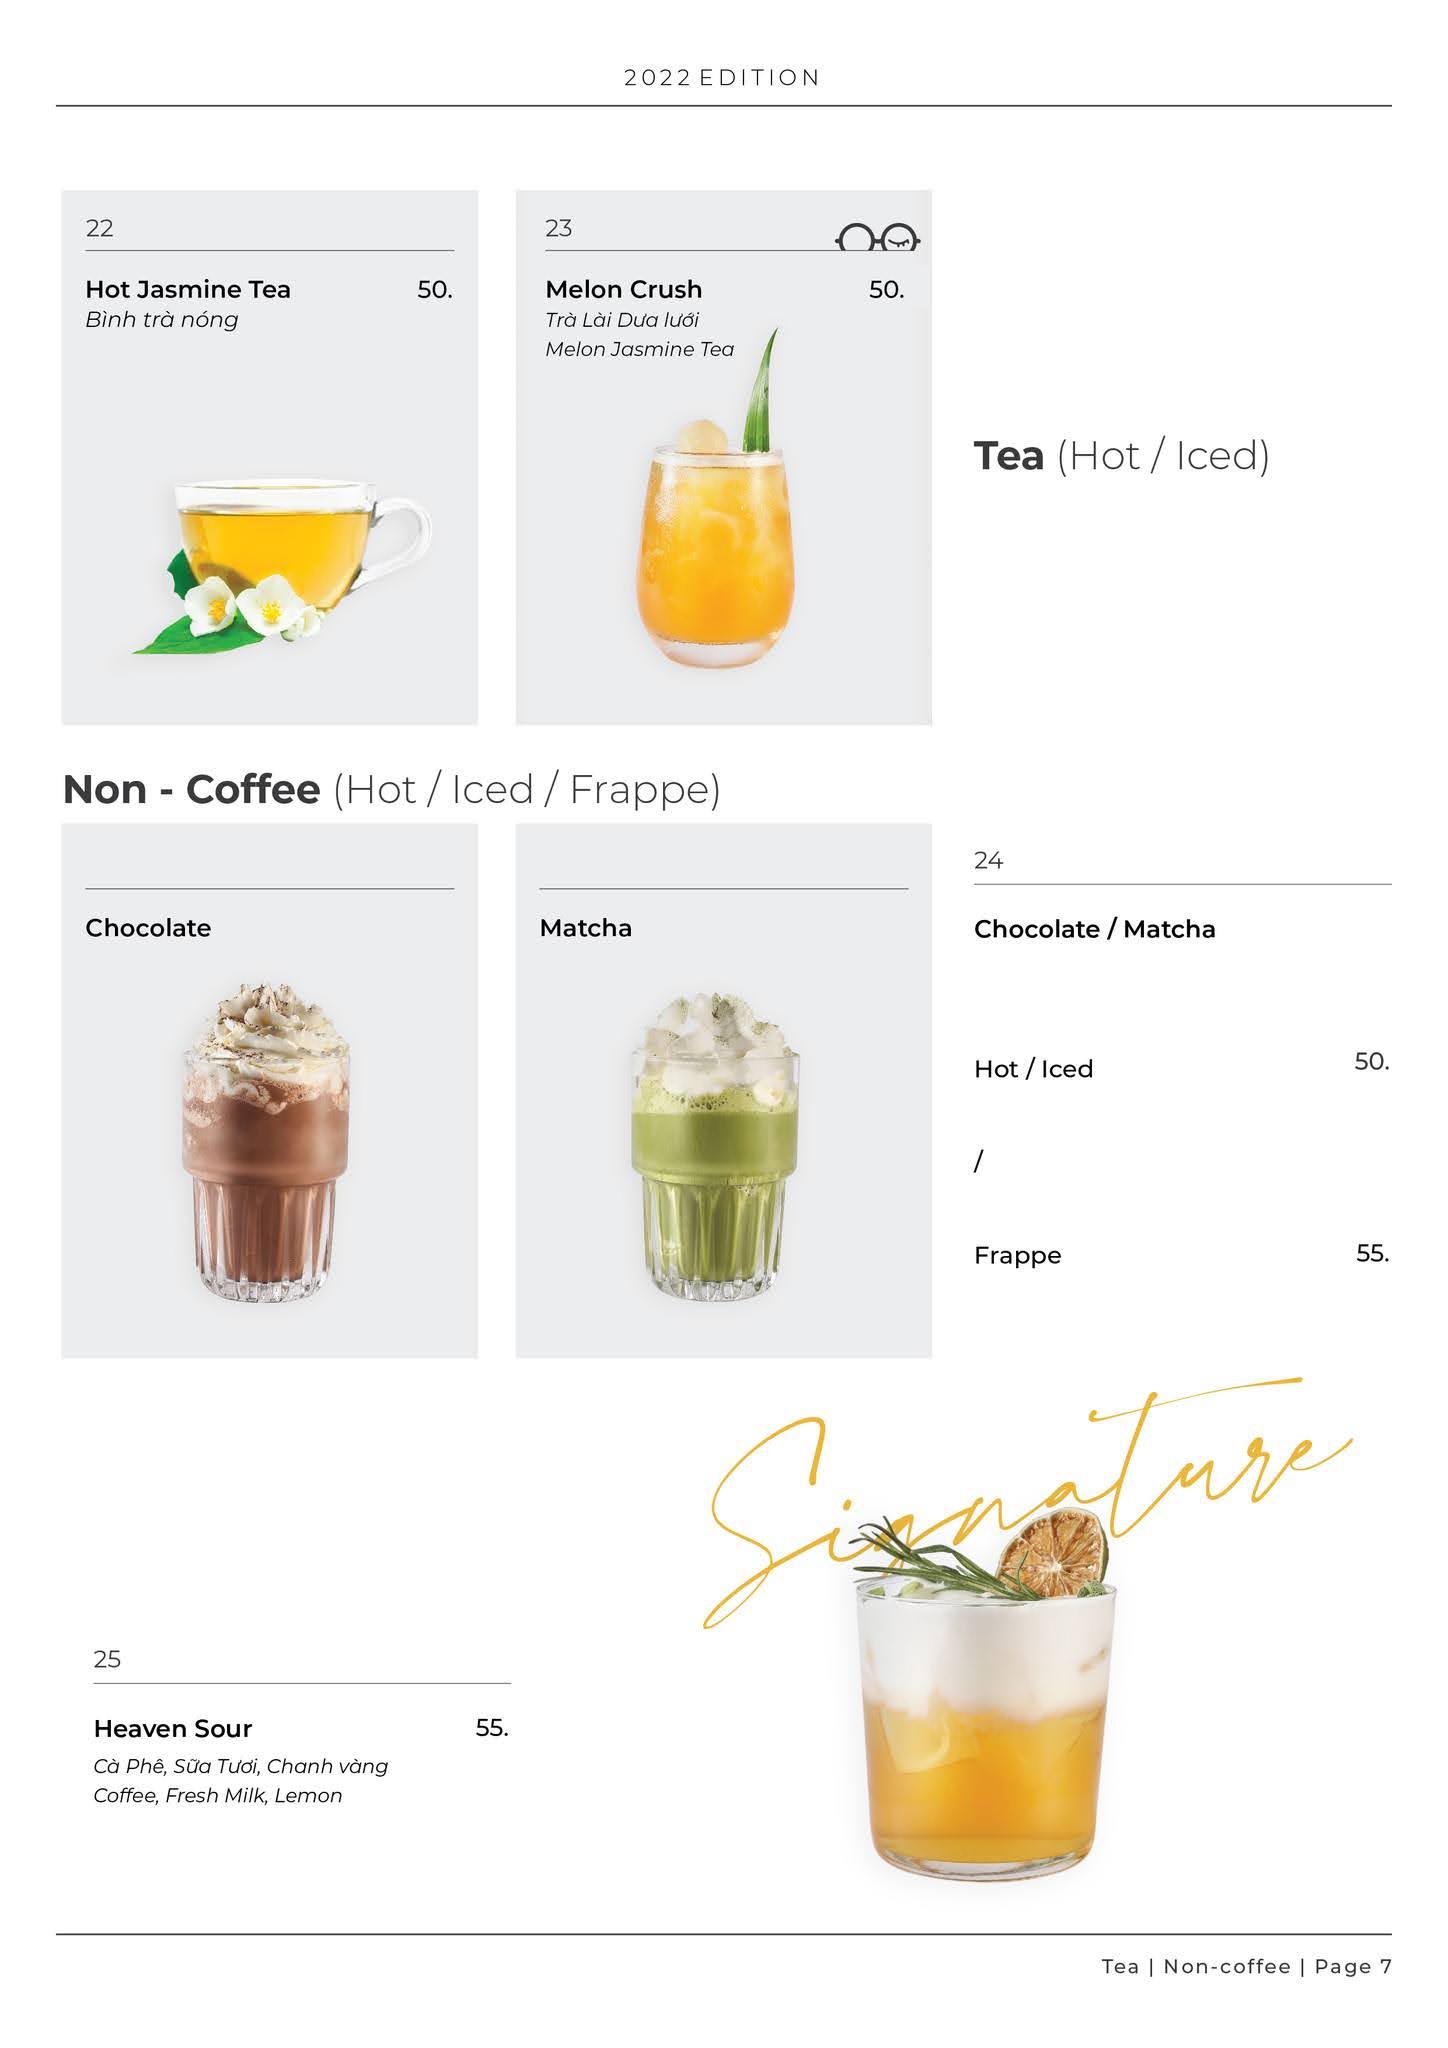 2022 EDITION
22
Hot Jasmine Tea 50.
Bình trà nóng
23
Melon Crush 50.
Trà Lài Dưa lưới
Melon Jasmine Tea
Tea (Hot / Iced)
Non - Coffee (Hot / Iced / Frappe)
Chocolate
Matcha
24
Chocolate / Matcha
Hot / Iced 50.
/
Frappe 55.
Signature
25
Heaven Sour 55.
Cà Phê, Sữa Tươi, Chanh vàng
Coffee, Fresh Milk, Lemon
Tea | Non-coffee | Page 7